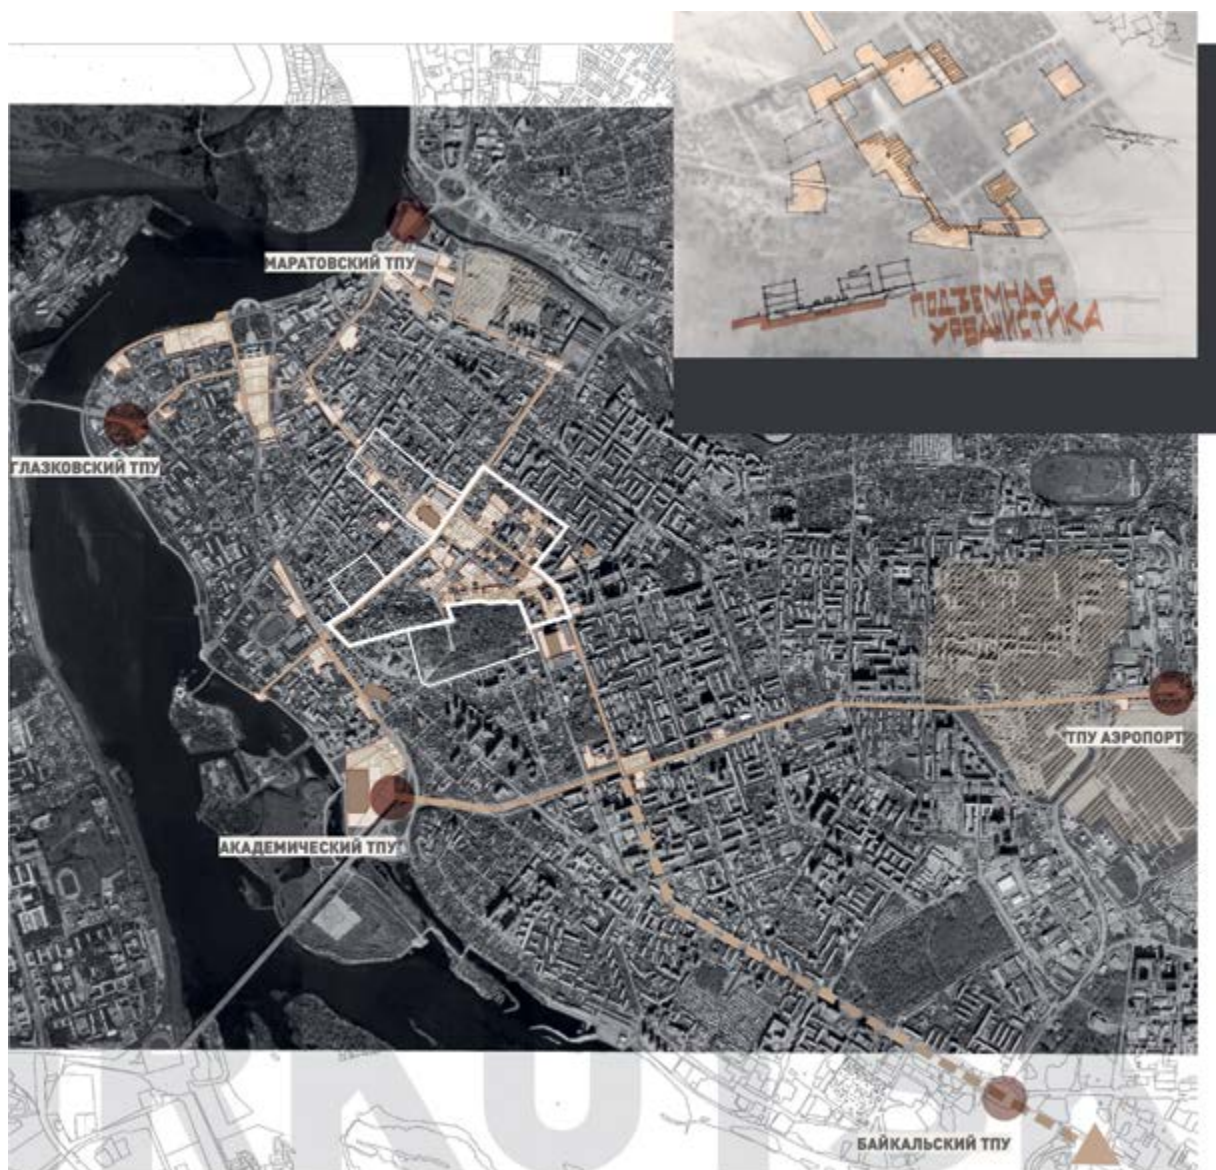 ПОДЗЕМНАЯ
УРБАНИСТИКА
МАРАТОВСКИЙ ТПУ
ГЛАЗКОВСКИЙ ТПУ
"ТПУ АЭРОПОРТ"
АКАДЕМИЧЕСКИЙ ТПУ"
БАЙКАЛЬСКИЙ ТПУ